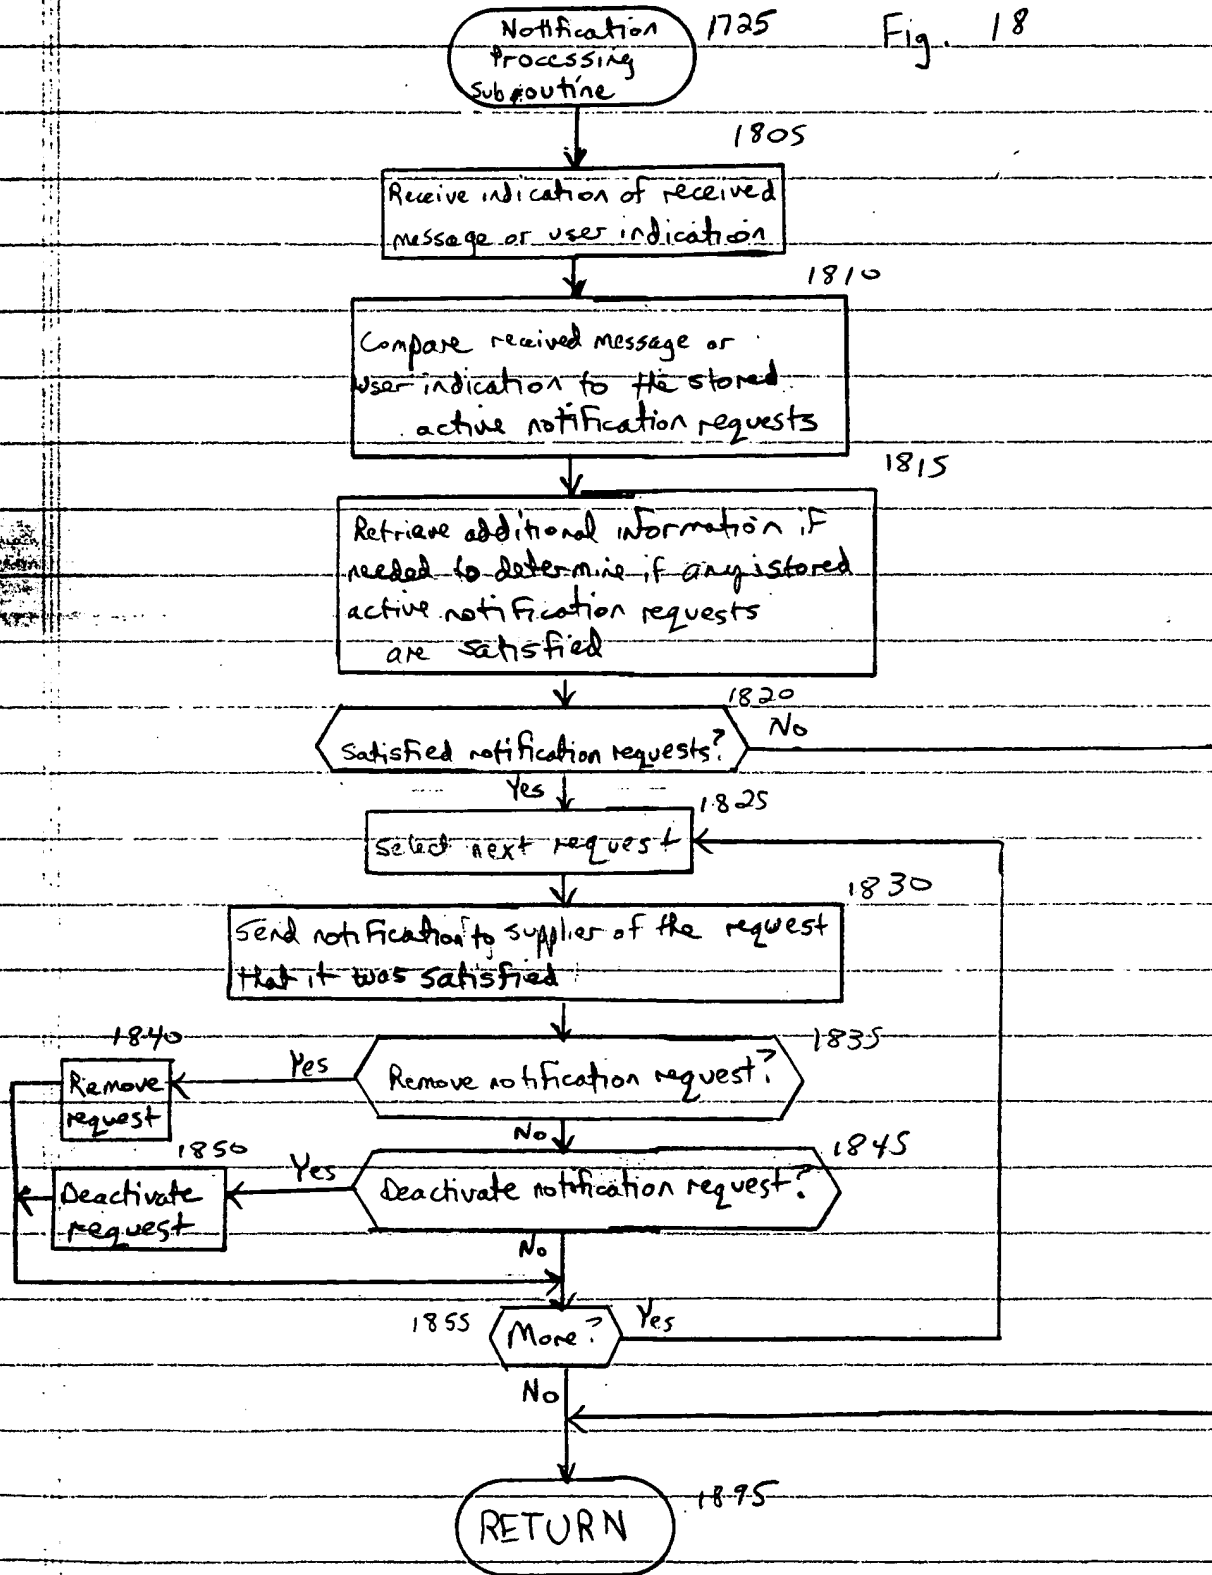 Notification 1725 Fig. 18
Processing
Subroutine
1805
Receive indication of received
message or user indication
1810
Compare received message or
user indication to the stored
active notification requests
1815
Retrieve additional information if
needed to determine if any stored
active notification requests
are satisfied
1820
Satisfied notification requests? No
Yes
1825
Select next request
1830
Send notification to supplier of the request
that it was satisfied
1840
1835
Remove
request
Yes
Remove notification request?
No
1850
1845
Deactivate
request
Yes
Deactivate notification request?
No
1855 More? Yes
No
RETURN 1895